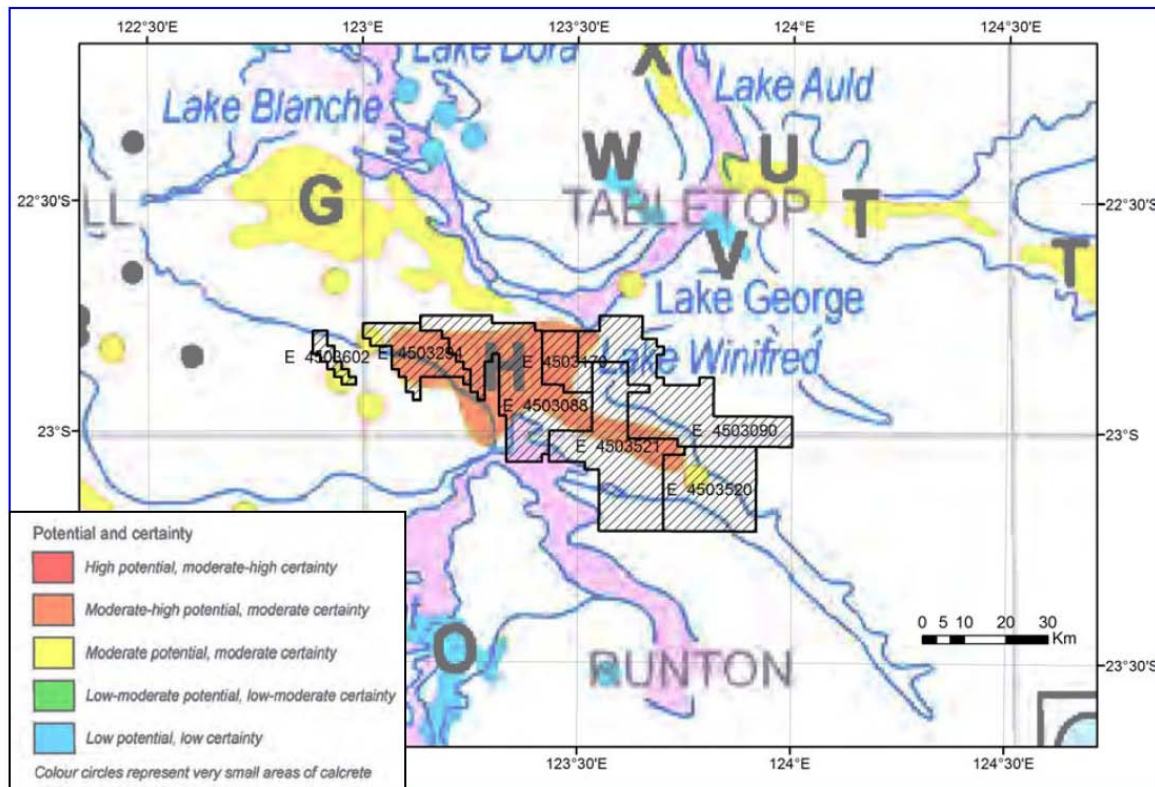 122°30'E 123°E 123°30'E 124°E 124°30'E
Lake Dora
X
Lake Auld
Lake Blanche
W
U
22°30'S
LL
G
TABLETOP
T
22°30'S
V
T
Lake George
E 4503602
E 4503294
H
E 4503170
Lake Winifred
E 4503088
23°S
E 4503521
E 4503090
23°S
E 4503520
Potential and certainty
High potential, moderate-high certainty
Moderate-high potential, moderate certainty
Moderate potential, moderate certainty
Low-moderate potential, low-moderate certainty
Low potential, low certainty
Colour circles represent very small areas of calcrete
O
RUNTON
0 5 10 20 30
Km
23°30'S
123°30'E 124°E 124°30'E